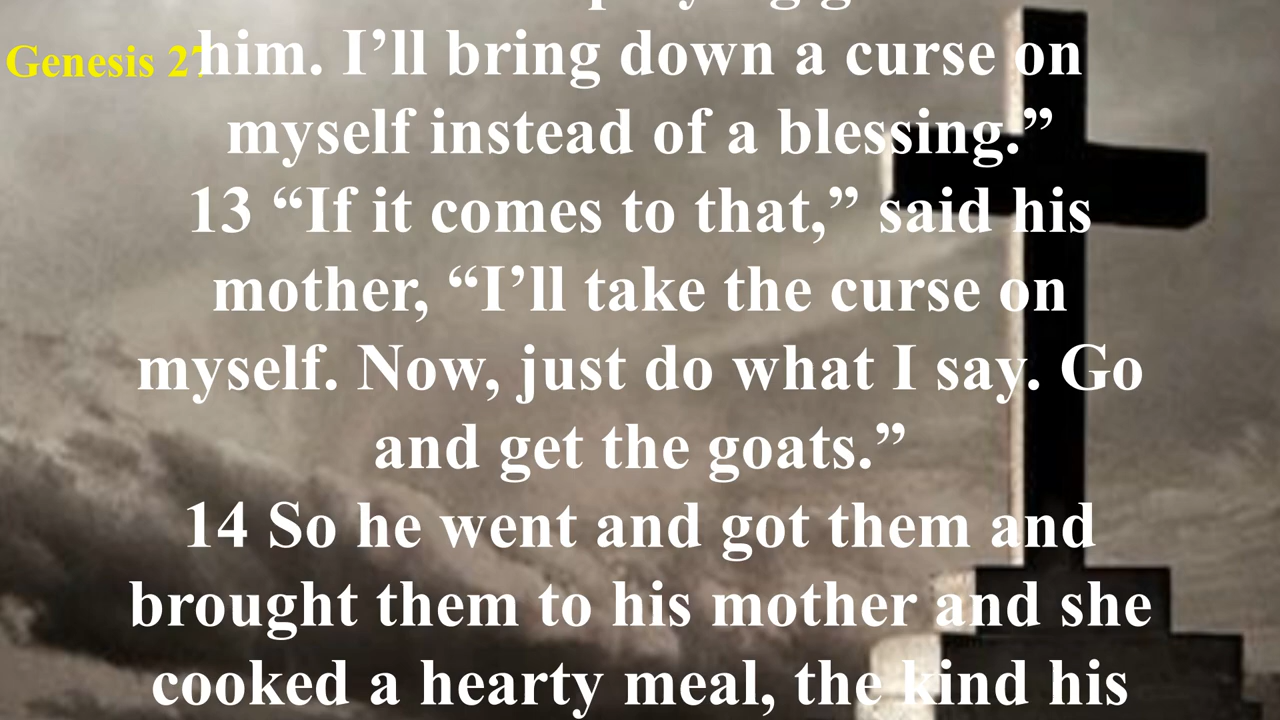 Genesis 27
him. I’ll bring down a curse on
myself instead of a blessing.”
13 “If it comes to that,” said his
mother, “I’ll take the curse on
myself. Now, just do what I say. Go
and get the goats.”
14 So he went and got them and
brought them to his mother and she
cooked a hearty meal, the kind his